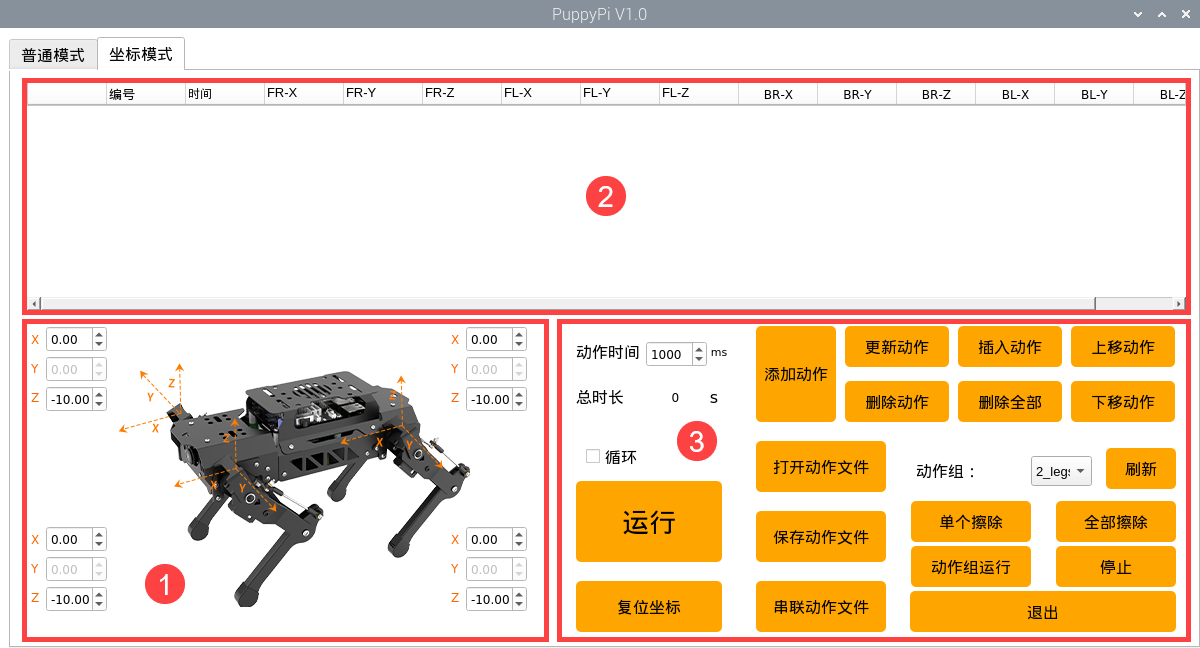 PuppyPi V1.0
普通模式 坐标模式
编号 时间 FR-X FR-Y FR-Z FL-X FL-Y FL-Z BR-X BR-Y BR-Z BL-X BL-Y BL-Z
2
X 0.00
Y 0.00
Z -10.00
X 0.00
Y 0.00
Z -10.00
Z
Y
X
Z
X
Y
Z
X
Y
X 0.00
Y 0.00
Z -10.00
1
X 0.00
Y 0.00
Z -10.00
动作时间 1000 ms
总时长 0 S
循环
3
运行
复位坐标
添加动作
更新动作 插入动作 上移动作
删除动作 删除全部 下移动作
打开动作文件
保存动作文件
串联动作文件
动作组： 2_legs 刷新
单个擦除 全部擦除
动作组运行 停止
退出